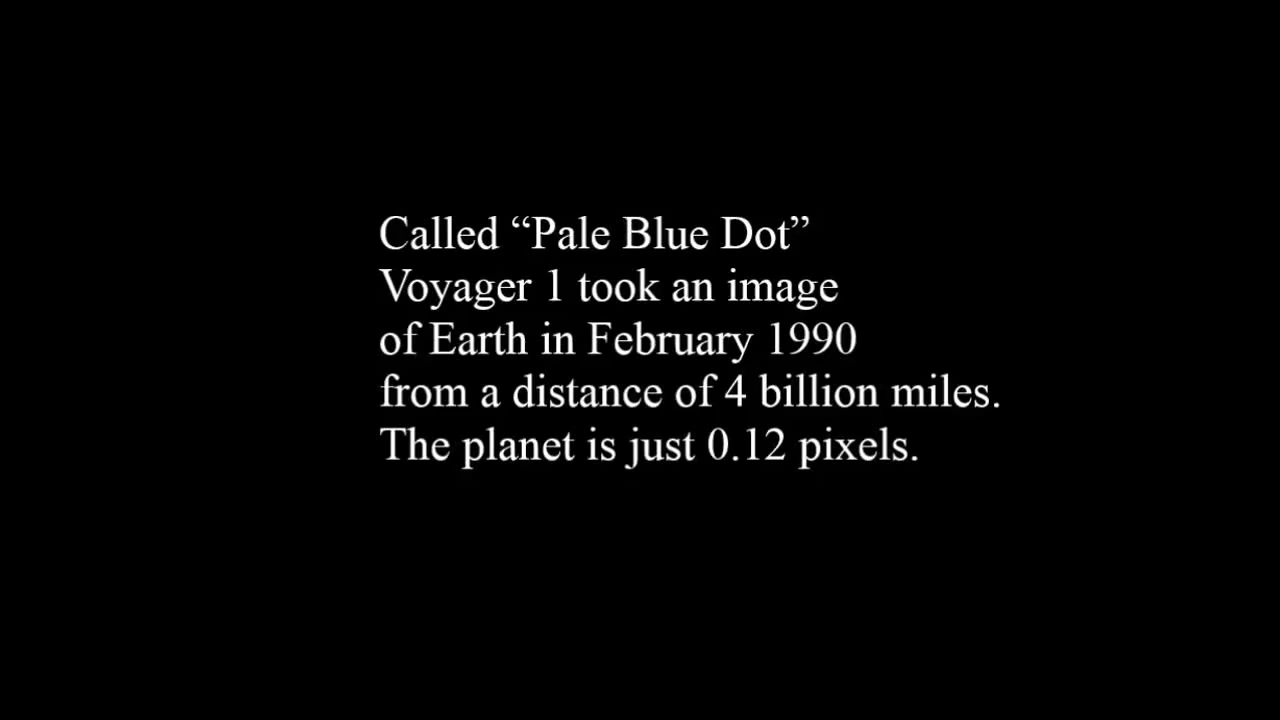 Called “Pale Blue Dot”
Voyager 1 took an image
of Earth in February 1990
from a distance of 4 billion miles.
The planet is just 0.12 pixels.